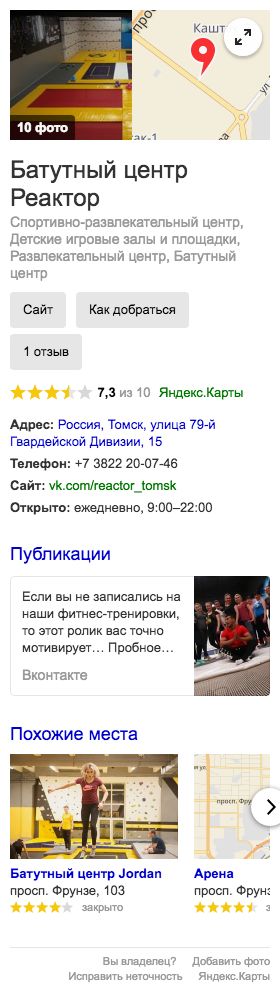 Кашт
10 фото
ул.
ак-1
Батутный центр
Реактор
Спортивно-развлекательный центр,
Детские игровые залы и площадки,
Развлекательный центр, Батутный
центр
Сайт
Как добраться
1 отзыв
7,3 из 10 Яндекс.Карты
Адрес: Россия, Томск, улица 79-й
Гвардейской Дивизии, 15
Телефон: +7 3822 20-07-46
Сайт: vk.com/reactor_tomsk
Открыто: ежедневно, 9:00–22:00
Публикации
Если вы не записались на
наши фитнес-тренировки,
то этот ролик вас точно
мотивирует… Пробное…
Вконтакте
Похожие места
просп. Фрунзе,
Батутный центр Jordan
просп. Фрунзе, 103
закрыто
Арена
просп. Фрунз
Вы владелец? Добавить фото
Исправить неточность Яндекс.Карты